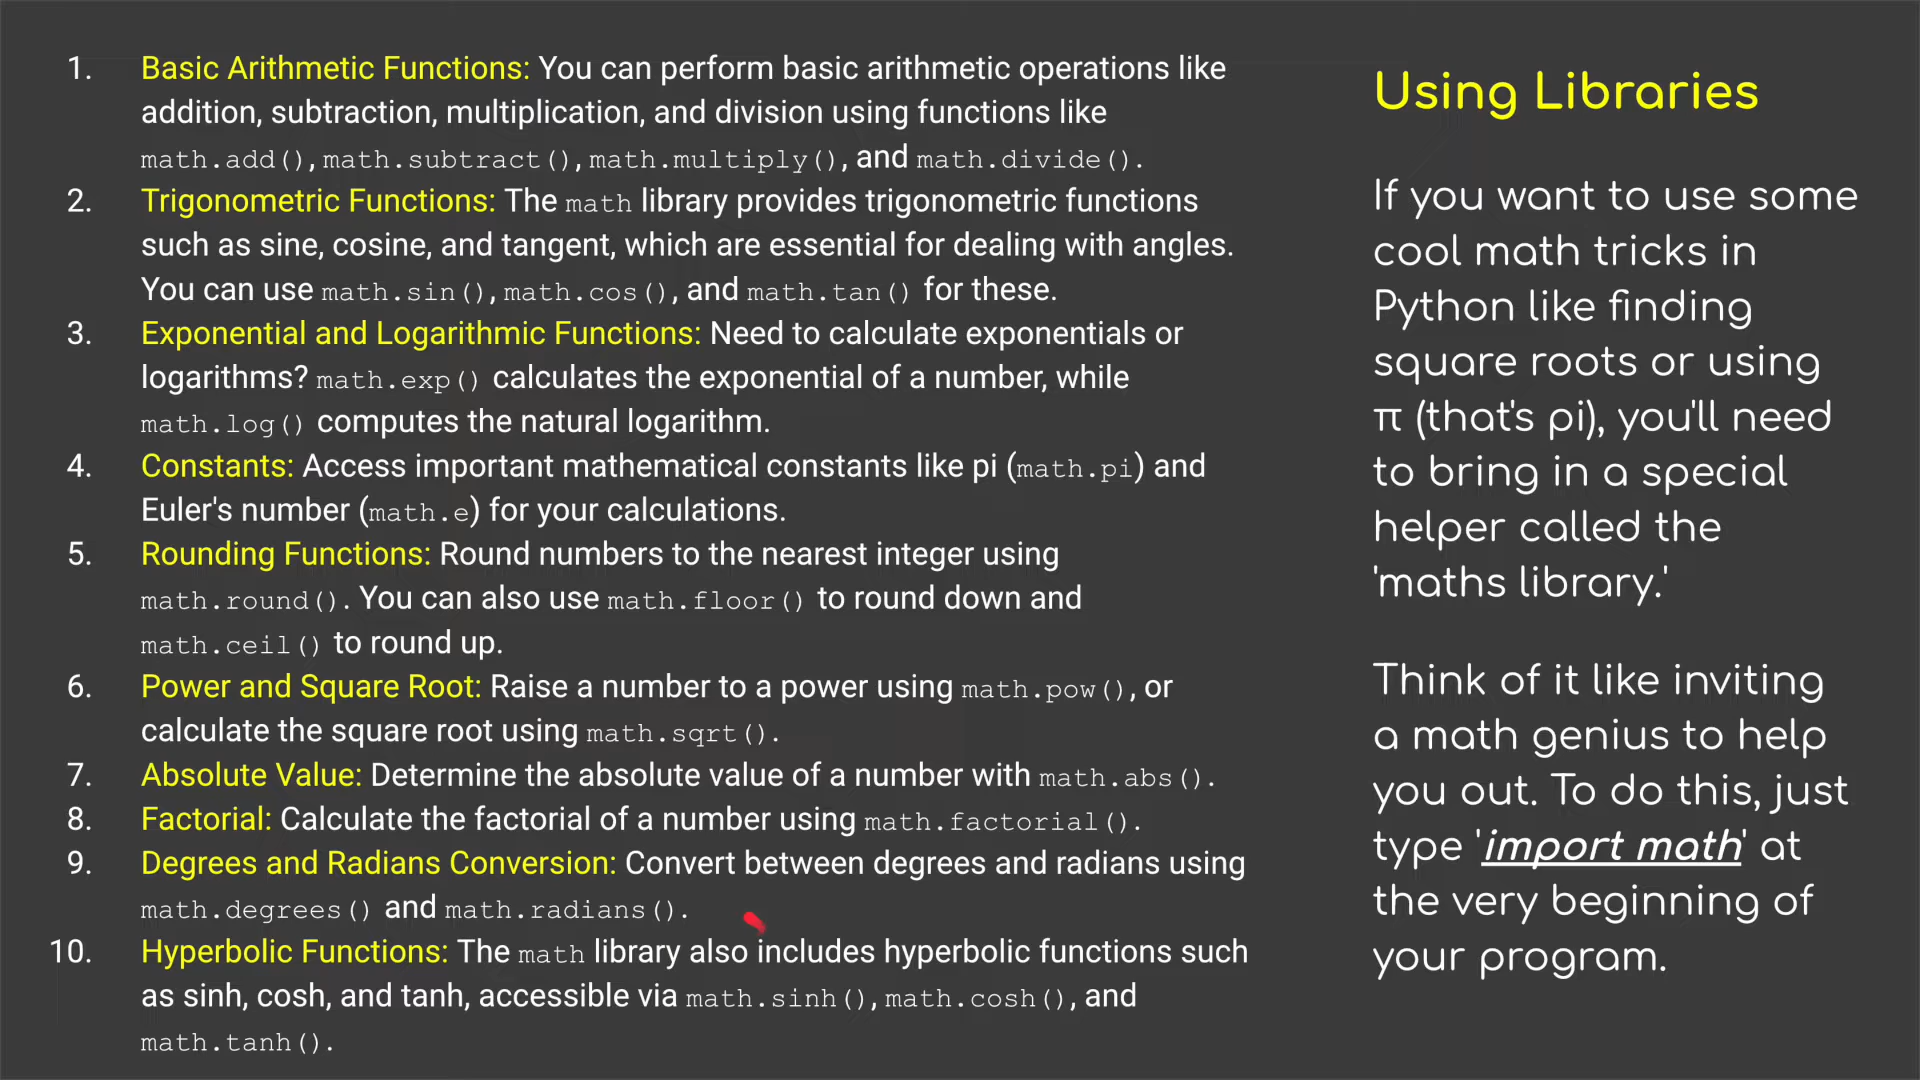 1. Basic Arithmetic Functions: You can perform basic arithmetic operations like
addition, subtraction, multiplication, and division using functions like
math.add(), math.subtract(), math.multiply(), and math.divide().
2. Trigonometric Functions: The math library provides trigonometric functions
such as sine, cosine, and tangent, which are essential for dealing with angles.
You can use math.sin(), math.cos(), and math.tan() for these.
3. Exponential and Logarithmic Functions: Need to calculate exponentials or
logarithms? math.exp() calculates the exponential of a number, while
math.log() computes the natural logarithm.
4. Constants: Access important mathematical constants like pi (math.pi) and
Euler's number (math.e) for your calculations.
5. Rounding Functions: Round numbers to the nearest integer using
math.round(). You can also use math.floor() to round down and
math.ceil() to round up.
6. Power and Square Root: Raise a number to a power using math.pow(), or
calculate the square root using math.sqrt().
7. Absolute Value: Determine the absolute value of a number with math.abs().
8. Factorial: Calculate the factorial of a number using math.factorial().
9. Degrees and Radians Conversion: Convert between degrees and radians using
math.degrees() and math.radians().
10. Hyperbolic Functions: The math library also includes hyperbolic functions such
as sinh, cosh, and tanh, accessible via math.sinh(), math.cosh(), and
math.tanh().
Using Libraries
If you want to use some
cool math tricks in
Python like finding
square roots or using
π (that's pi), you'll need
to bring in a special
helper called the
'maths library.'
Think of it like inviting
a math genius to help
you out. To do this, just
type 'import math' at
the very beginning of
your program.